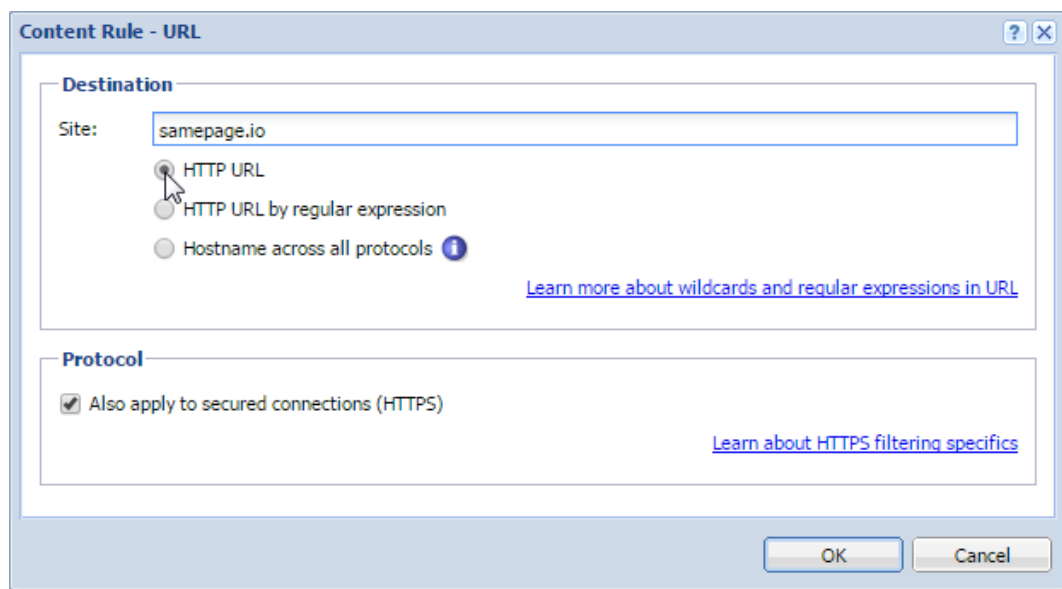 Content Rule - URL
Destination
Site: samepage.io
HTTP URL
HTTP URL by regular expression
Hostname across all protocols
Learn more about wildcards and regular expressions in URL
Protocol
Also apply to secured connections (HTTPS)
Learn about HTTPS filtering specifics
OK Cancel